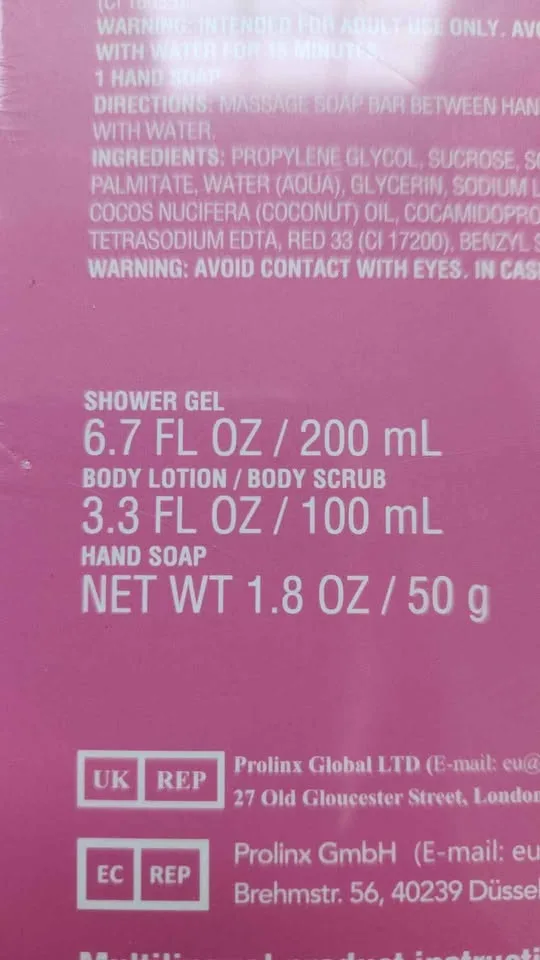 WARNING: INTENDED FOR ADULT USE ONLY.
WITH WATER FOR 15 MINUTES
1 HAND SOAP
DIRECTIONS: MASSAGE SOAP BAR BETWEEN HAN
WITH WATER.
INGREDIENTS: PROPYLENE GLYCOL, SUCROSE,
PALMITATE, WATER (AQUA), GLYCERIN, SODIUM L
COCOS NUCIFERA (COCONUT) OIL, COCAMIDOPRO
TETRASODIUM EDTA, RED 33 (CI 17200), BENZYL S
WARNING: AVOID CONTACT WITH EYES. IN CAS
SHOWER GEL
6.7 FL OZ / 200 mL
BODY LOTION / BODY SCRUB
3.3 FL OZ / 100 mL
HAND SOAP
NET WT 1.8 OZ / 50 g
UK REP Prolinx Global LTD (E-mail: eu@
27 Old Gloucester Street, London
EC REP Prolinx GmbH (E-mail: eu
Brehmstr. 56, 40239 Düssel